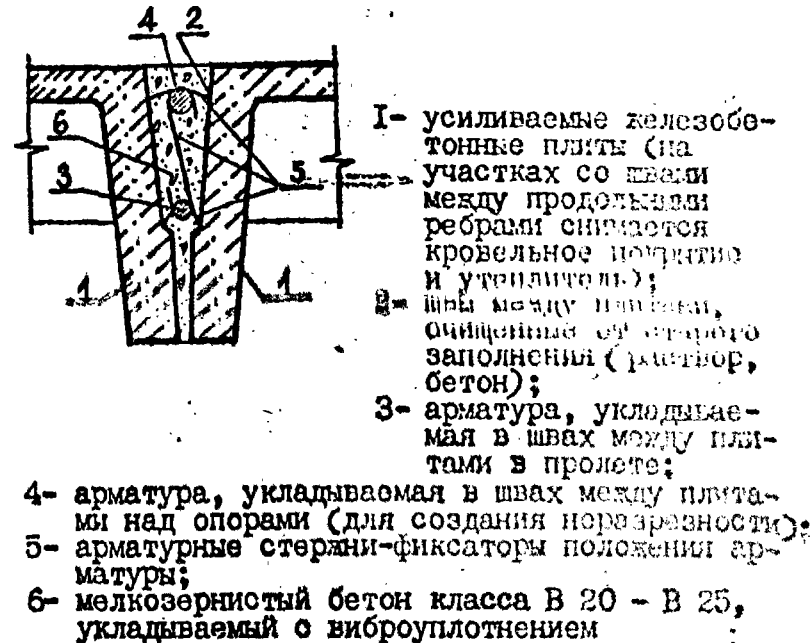 4 2
6
5
3
1 1
1- усиливаемые железобе-
тонные плиты (на
участках со швами
между продольными
ребрами снимается
кровельное покрытие
и утеплитель);
2- швы между плитами,
очищенные от старого
заполнения (раствор,
бетон);
3- арматура, укладывае-
мая в швах между пли-
тами в пролете;
4- арматура, укладываемая в швах между плита-
ми над опорами (для создания неразрезности);
5- арматурные стержни-фиксаторы положения ар-
матуры;
6- мелкозернистый бетон класса В 20 - В 25,
укладываемый с виброуплотнением